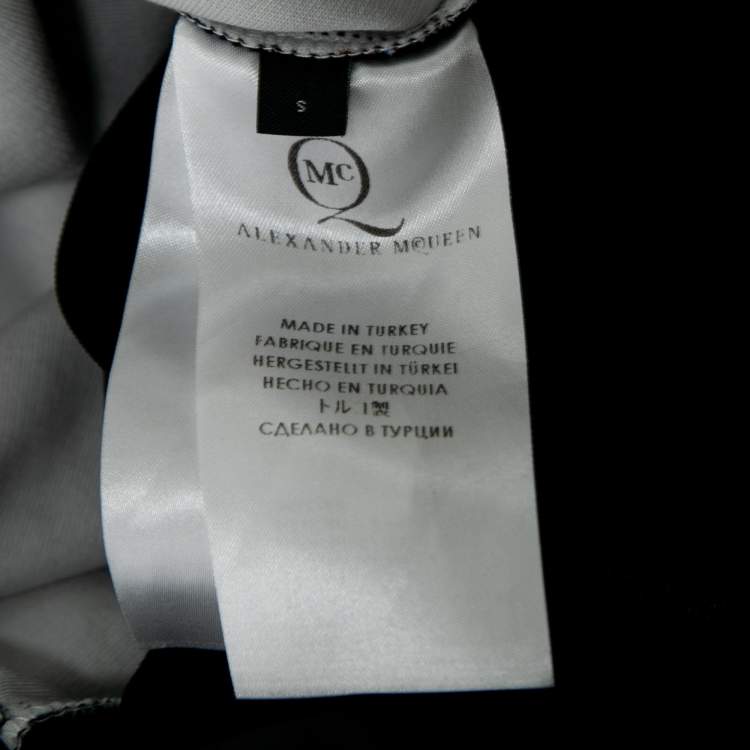 S
McQ
ALEXANDER McQUEEN
MADE IN TURKEY
FABRIQUE EN TURQUIE
HERGESTELLT IN TÜRKEI
HECHO EN TURQUIA
トルコ製
СДЕЛАНО В ТУРЦИИ